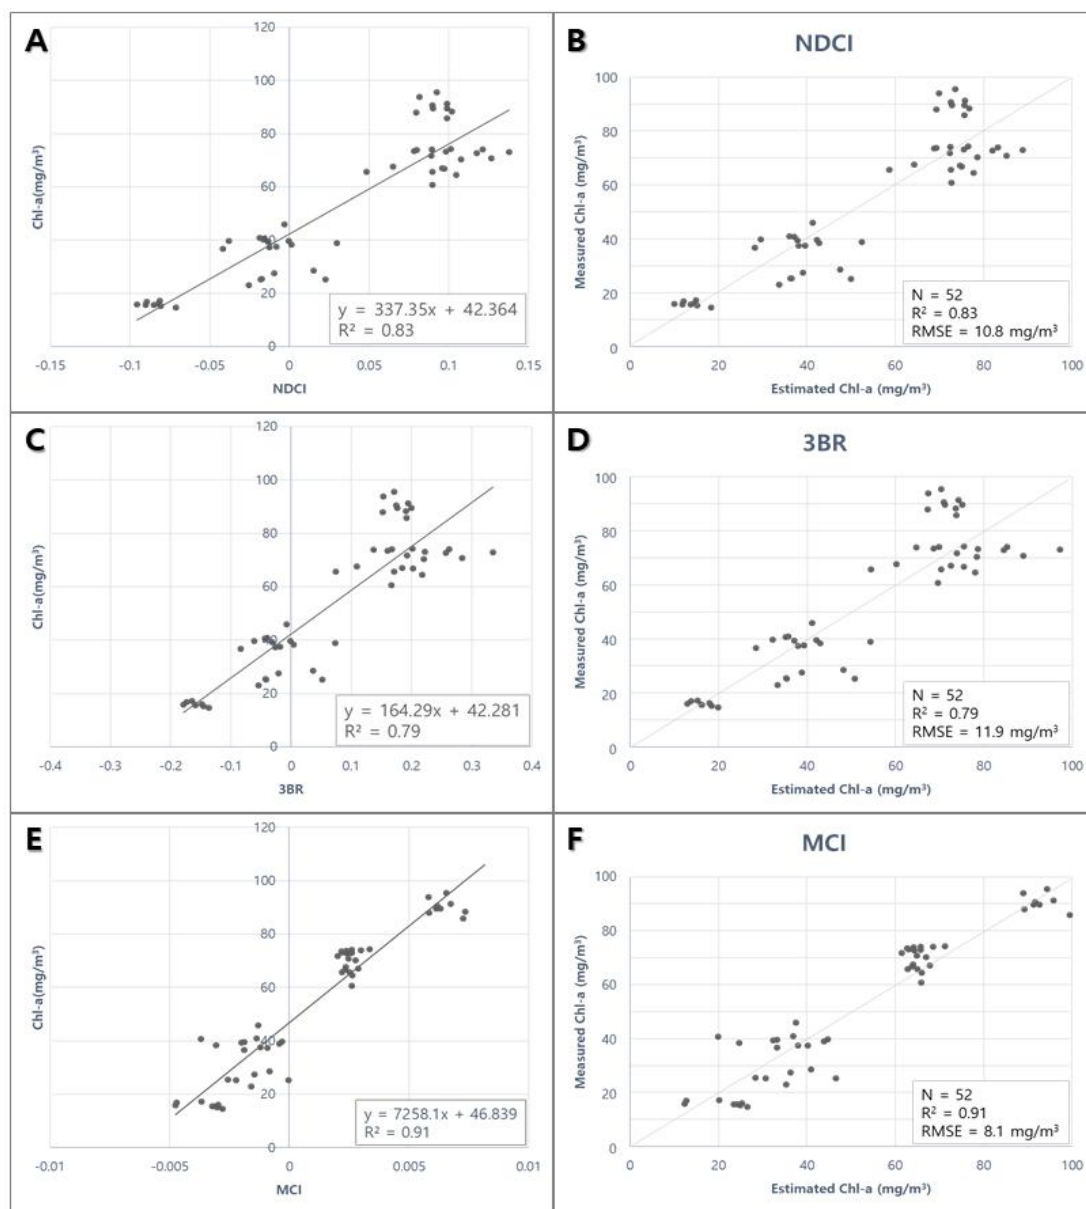 A
120
100
80
60
40
20
0
Chl-a(mg/m³)
y = 337.35x + 42.364
R² = 0.83
-0.15
-0.1
-0.05
0
0.05
0.1
0.15
NDCI
B
NDCI
100
80
60
40
20
0
Measured Chl-a (mg/m³)
N = 52
R² = 0.83
RMSE = 10.8 mg/m³
0
20
40
60
80
100
Estimated Chl-a (mg/m³)
C
120
100
80
60
40
20
0
Chl-a(mg/m³)
y = 164.29x + 42.281
R² = 0.79
-0.4
-0.3
-0.2
-0.1
0
0.1
0.2
0.3
0.4
3BR
D
3BR
100
80
60
40
20
0
Measured Chl-a (mg/m³)
N = 52
R² = 0.79
RMSE = 11.9 mg/m³
0
20
40
60
80
100
Estimated Chl-a (mg/m³)
E
120
100
80
60
40
20
0
Chl-a(mg/m³)
y = 7258.1x + 46.839
R² = 0.91
-0.01
-0.005
0
0.005
0.01
MCI
F
MCI
100
80
60
40
20
0
Measured Chl-a (mg/m³)
N = 52
R² = 0.91
RMSE = 8.1 mg/m³
0
20
40
60
80
100
Estimated Chl-a (mg/m³)